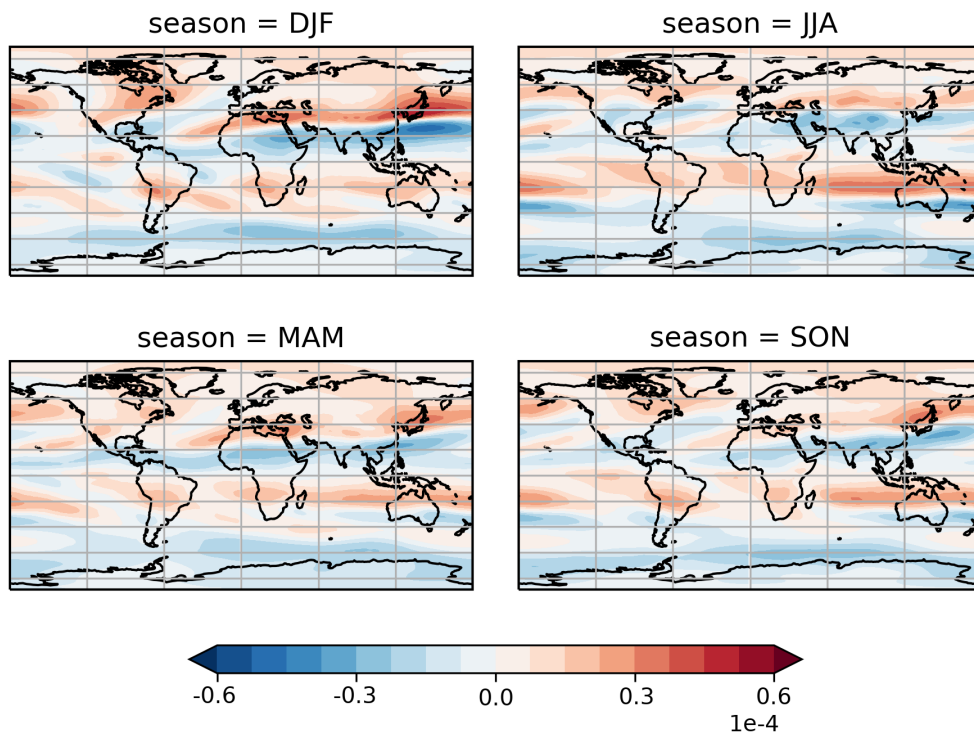 season = DJF
season = JJA
season = MAM
season = SON
-0.6 -0.3 0.0 0.3 0.6
1e-4